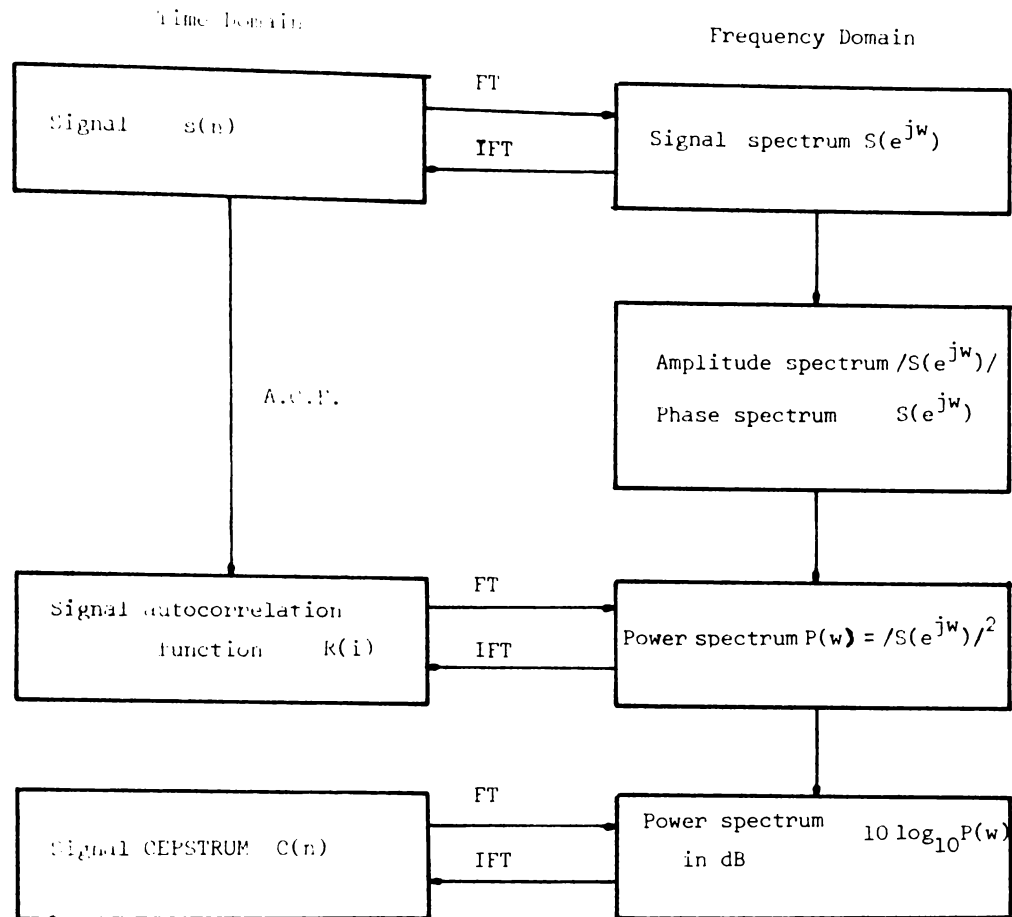 Time Domain
Frequency Domain
Signal s(n)
FT
IFT
Signal spectrum S(e^jw)
A.C.F.
Amplitude spectrum /S(e^jw)/
Phase spectrum S(e^jw)
Signal autocorrelation
function R(i)
FT
IFT
Power spectrum P(w) = /S(e^jw)/^2
Signal CEPSTRUM C(n)
FT
IFT
Power spectrum 10 log_10 P(w)
in dB